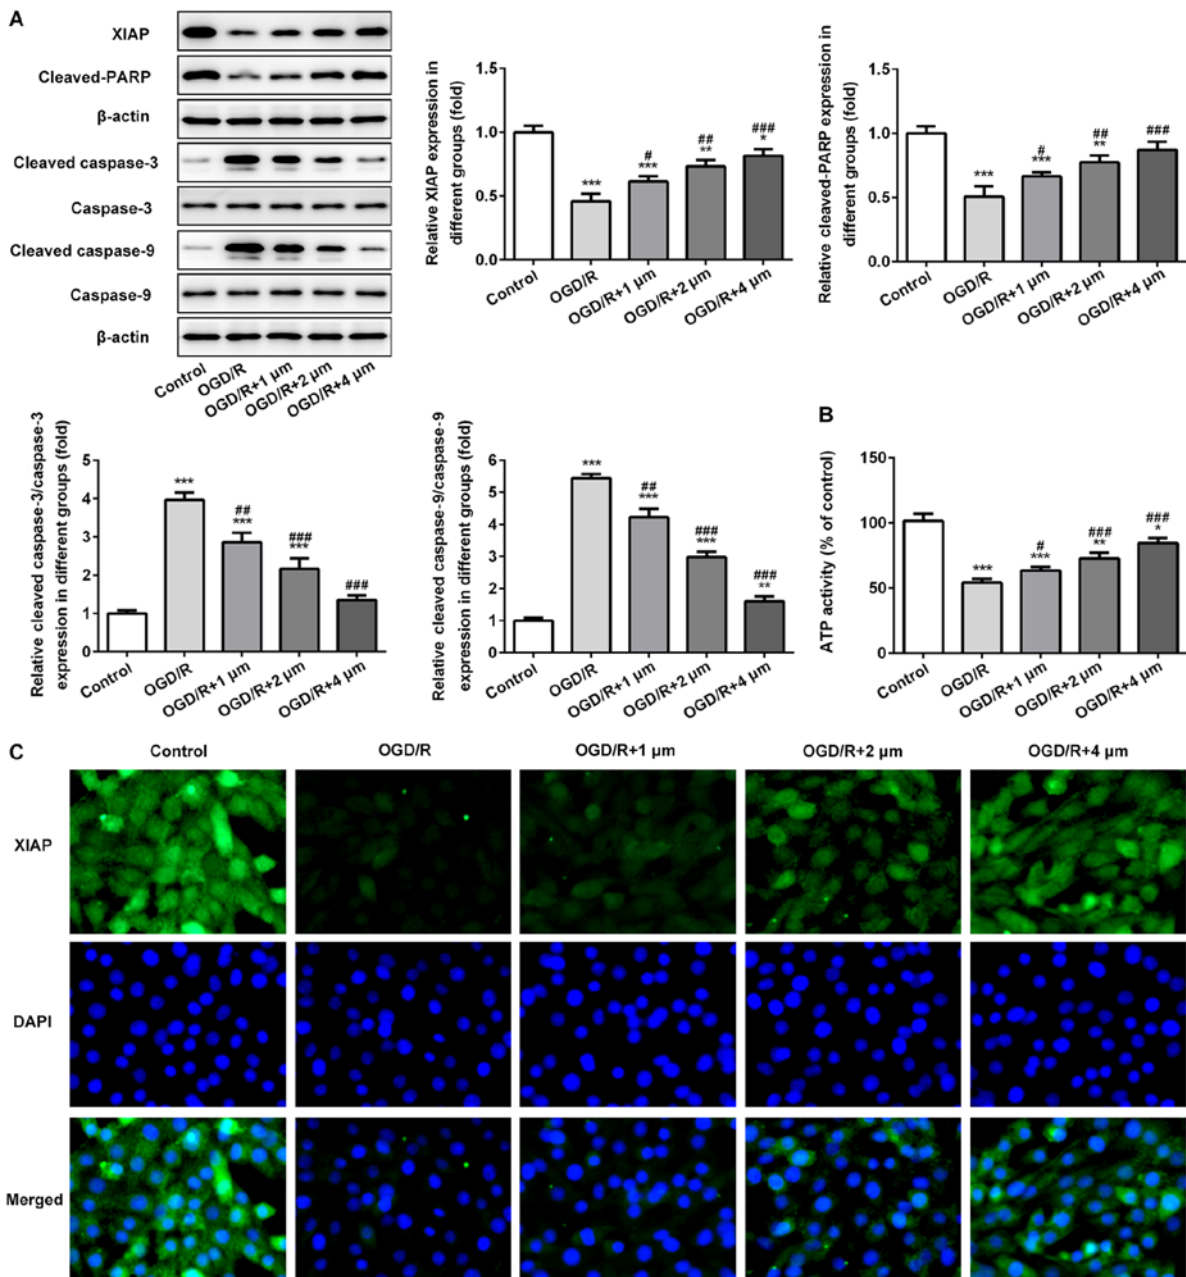 A
XIAP
Cleaved-PARP
β-actin
Cleaved caspase-3
Caspase-3
Cleaved caspase-9
Caspase-9
β-actin
Control
OGD/R
OGD/R+1 μm
OGD/R+2 μm
OGD/R+4 μm
Relative XIAP expression in
different groups (fold)
1.5
1.0
0.5
0.0
***
#
***
##
**
###
*
Control
OGD/R
OGD/R+1 μm
OGD/R+2 μm
OGD/R+4 μm
Relative cleaved-PARP expression in
different groups (fold)
1.5
1.0
0.5
0.0
***
#
***
##
**
###
Control
OGD/R
OGD/R+1 μm
OGD/R+2 μm
OGD/R+4 μm
Relative cleaved caspase-3/caspase-3
expression in different groups (fold)
5
4
3
2
1
0
***
##
***
###
***
###
Control
OGD/R
OGD/R+1 μm
OGD/R+2 μm
OGD/R+4 μm
Relative cleaved caspase-9/caspase-9
expression in different groups (fold)
6
5
4
3
2
1
0
***
##
***
###
***
###
**
Control
OGD/R
OGD/R+1 μm
OGD/R+2 μm
OGD/R+4 μm
B
ATP activity (% of control)
150
100
50
0
***
#
***
###
**
###
*
Control
OGD/R
OGD/R+1 μm
OGD/R+2 μm
OGD/R+4 μm
C
Control
OGD/R
OGD/R+1 μm
OGD/R+2 μm
OGD/R+4 μm
XIAP
DAPI
Merged